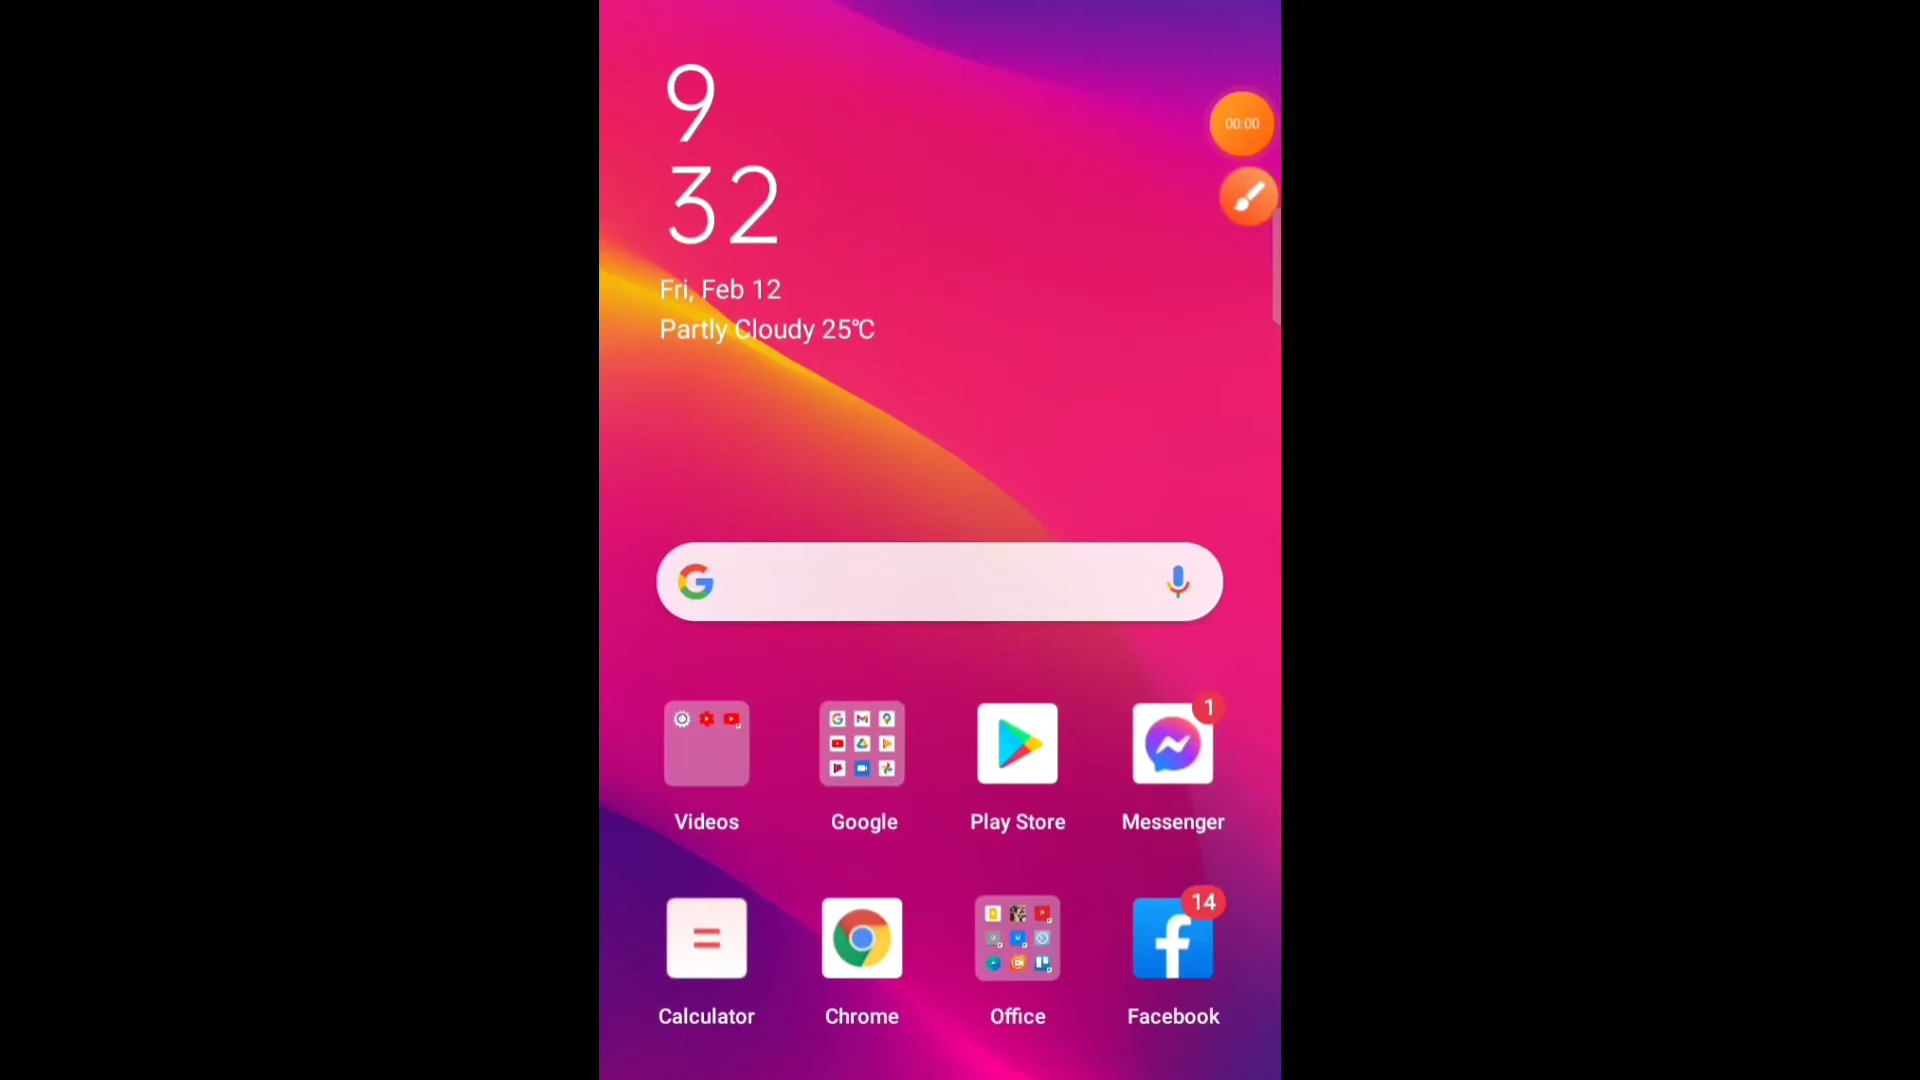 9
32
Fri, Feb 12
Partly Cloudy 25°C
00:00
Videos
Google
Play Store
1
Messenger
Calculator
Chrome
Office
14
Facebook